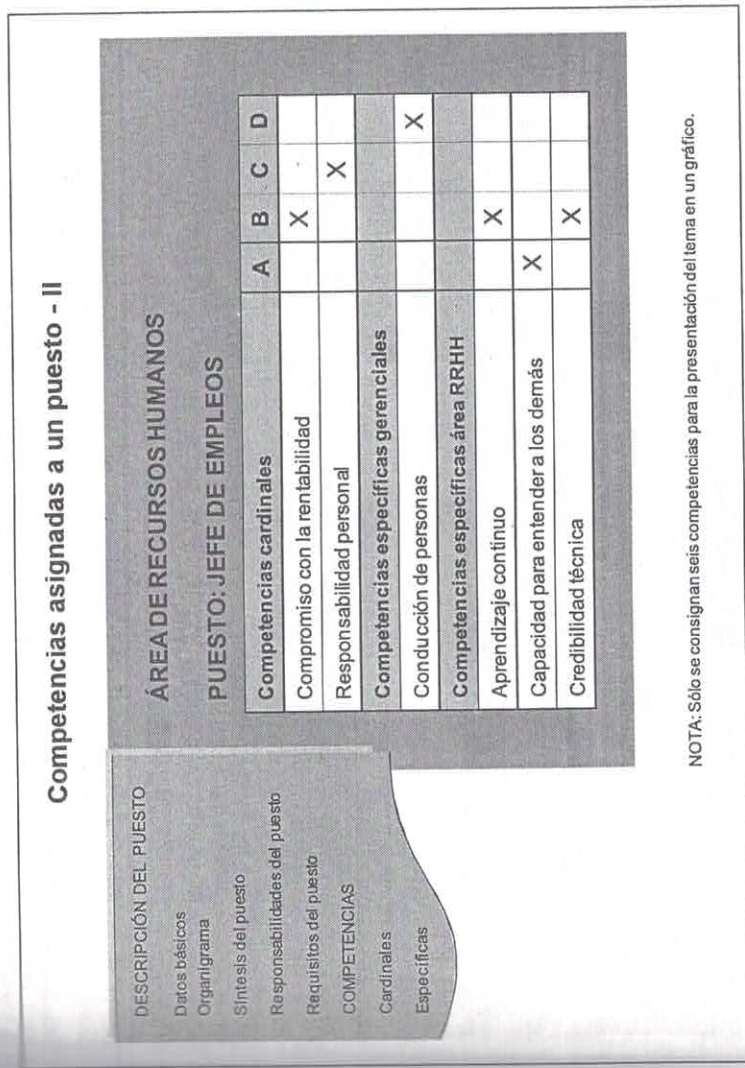 Competencias asignadas a un puesto - II
DESCRIPCIÓN DEL PUESTO
Datos básicos
Organigrama
Síntesis del puesto
Responsabilidades del puesto
Requisitos del puesto
COMPETENCIAS
Cardinales
Específicas
ÁREA DE RECURSOS HUMANOS
PUESTO: JEFE DE EMPLEOS
Competencias cardinales A B C D
Compromiso con la rentabilidad X
Responsabilidad personal X
Competencias específicas gerenciales
Conducción de personas X
Competencias específicas área RRHH
Aprendizaje continuo X
Capacidad para entender a los demás X
Credibilidad técnica X
NOTA: Sólo se consignan seis competencias para la presentación del tema en un gráfico.